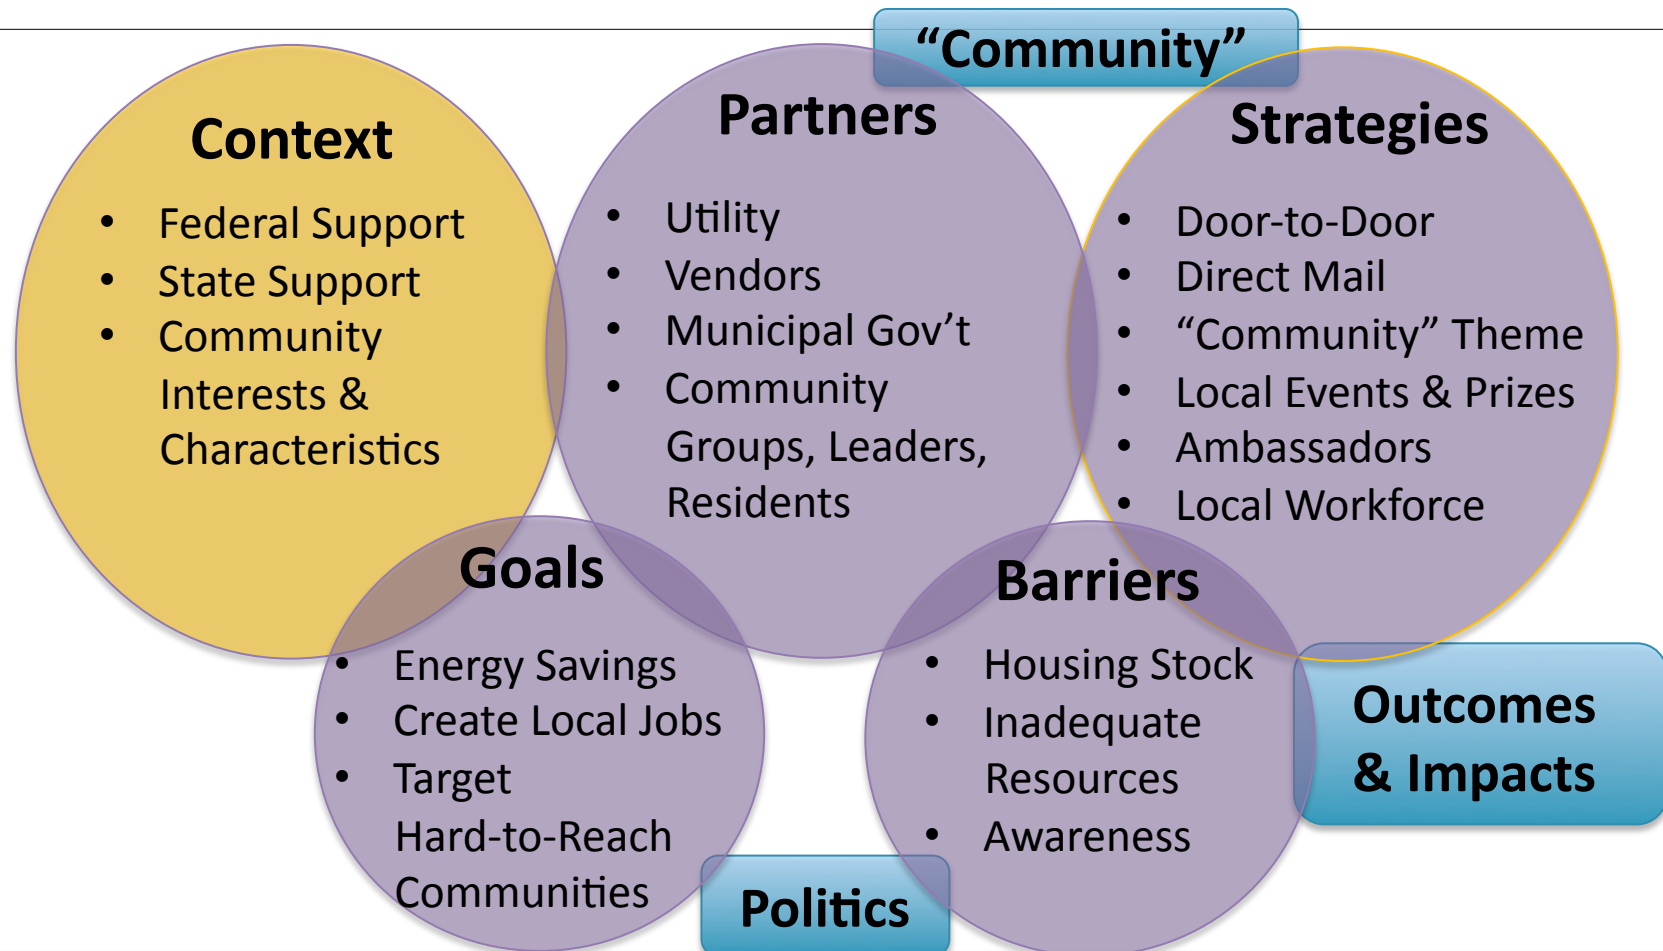 “Community”
Context
• Federal Support
• State Support
• Community
Interests &
Characteristics
Partners
• Utility
• Vendors
• Municipal Gov’t
• Community
Groups, Leaders,
Residents
Strategies
• Door-to-Door
• Direct Mail
• “Community” Theme
• Local Events & Prizes
• Ambassadors
• Local Workforce
Goals
• Energy Savings
• Create Local Jobs
• Target
Hard-to-Reach
Communities
Barriers
• Housing Stock
• Inadequate
Resources
• Awareness
Outcomes
& Impacts
Politics